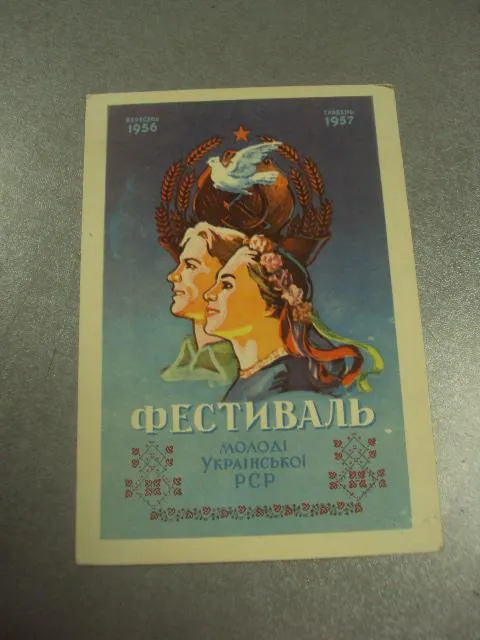 ВЕРЕСЕНЬ
1956
ТРАВЕНЬ
1957
ФЕСТИВАЛЬ
МОЛОДІ
УКРАЇНСЬКОЇ
РСР